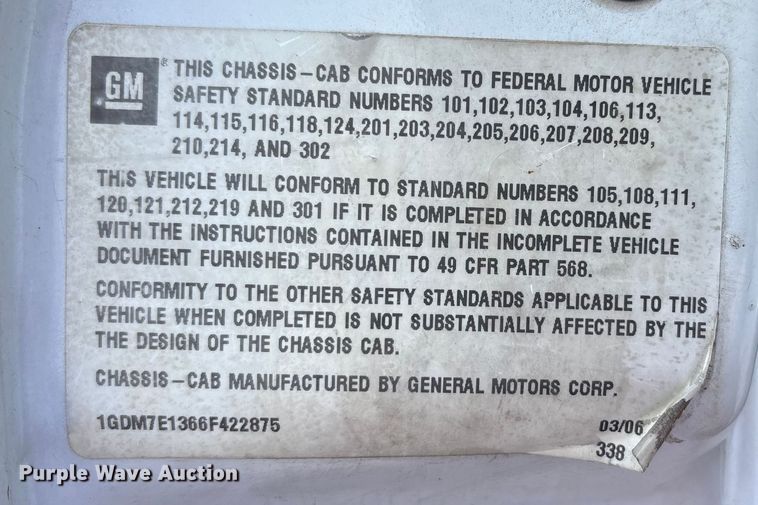 GM
THIS CHASSIS-CAB CONFORMS TO FEDERAL MOTOR VEHICLE
SAFETY STANDARD NUMBERS 101,102,103,104,106,113,
114,115,116,118,124,201,203,204,205,206,207,208,209,
210,214, AND 302
THIS VEHICLE WILL CONFORM TO STANDARD NUMBERS 105,108,111,
120,121,212,219 AND 301 IF IT IS COMPLETED IN ACCORDANCE
WITH THE INSTRUCTIONS CONTAINED IN THE INCOMPLETE VEHICLE
DOCUMENT FURNISHED PURSUANT TO 49 CFR PART 568.
CONFORMITY TO THE OTHER SAFETY STANDARDS APPLICABLE TO THIS
VEHICLE WHEN COMPLETED IS NOT SUBSTANTIALLY AFFECTED BY THE
THE DESIGN OF THE CHASSIS CAB.
CHASSIS-CAB MANUFACTURED BY GENERAL MOTORS CORP.
1GDM7E1366F422875 03/06
338
Purple Wave Auction